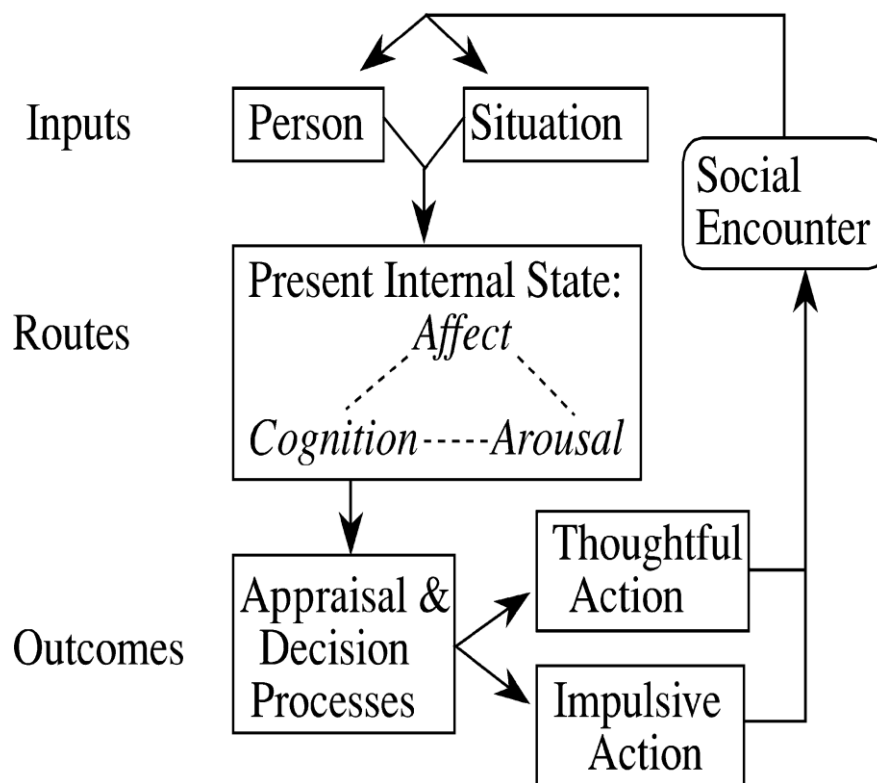 Inputs
Person
Situation
Social
Encounter
Routes
Present Internal State:
Affect
Cognition
Arousal
Outcomes
Appraisal &
Decision
Processes
Thoughtful
Action
Impulsive
Action